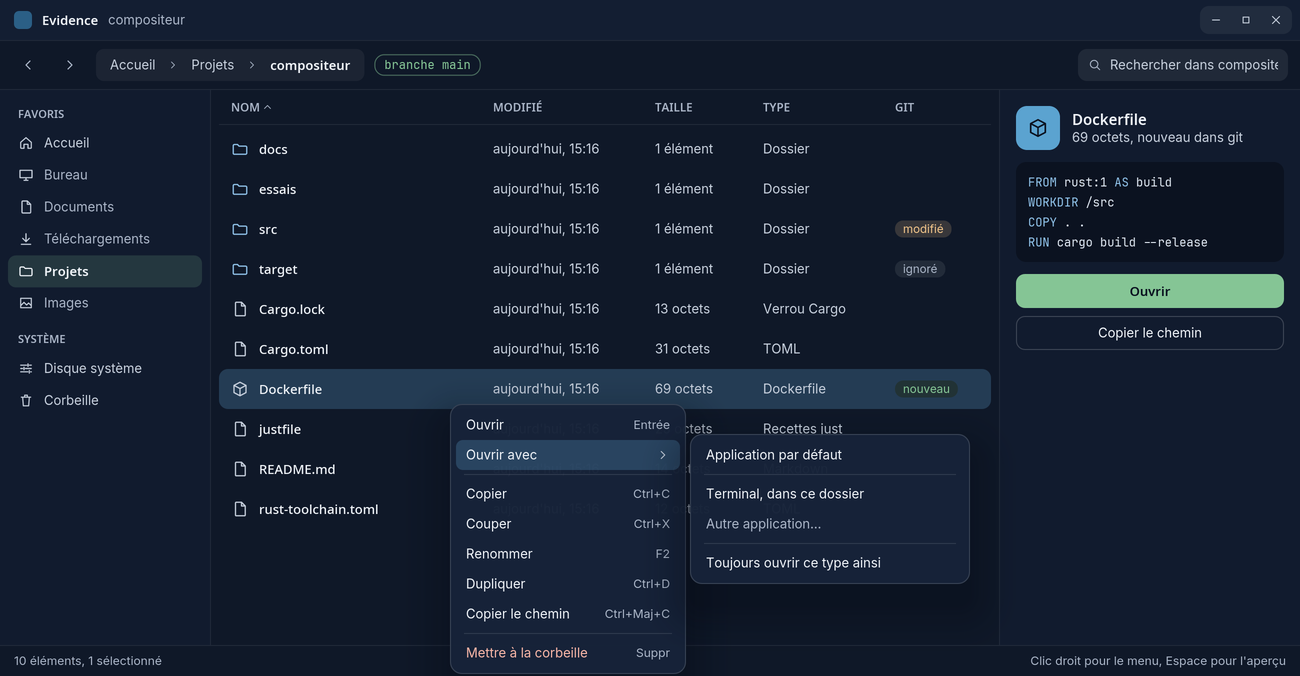 Evidence compositeur
Accueil > Projets > compositeur branche main Rechercher dans composite
FAVORIS
Accueil
Bureau
Documents
Téléchargements
Projets
Images
SYSTÈME
Disque système
Corbeille
NOM MODIFIÉ TAILLE TYPE GIT
docs aujourd'hui, 15:16 1 élément Dossier
essais aujourd'hui, 15:16 1 élément Dossier
src aujourd'hui, 15:16 1 élément Dossier modifié
target aujourd'hui, 15:16 1 élément Dossier ignoré
Cargo.lock aujourd'hui, 15:16 13 octets Verrou Cargo
Cargo.toml aujourd'hui, 15:16 31 octets TOML
Dockerfile aujourd'hui, 15:16 69 octets Dockerfile nouveau
justfile Recettes just
README.md
rust-toolchain.toml
Ouvrir Entrée
Ouvrir avec >
Copier Ctrl+C
Couper Ctrl+X
Renommer F2
Dupliquer Ctrl+D
Copier le chemin Ctrl+Maj+C
Mettre à la corbeille Suppr
Application par défaut
Terminal, dans ce dossier
Autre application...
Toujours ouvrir ce type ainsi
Dockerfile
69 octets, nouveau dans git
FROM rust:1 AS build
WORKDIR /src
COPY . .
RUN cargo build --release
Ouvrir
Copier le chemin
10 éléments, 1 sélectionné
Clic droit pour le menu, Espace pour l'aperçu